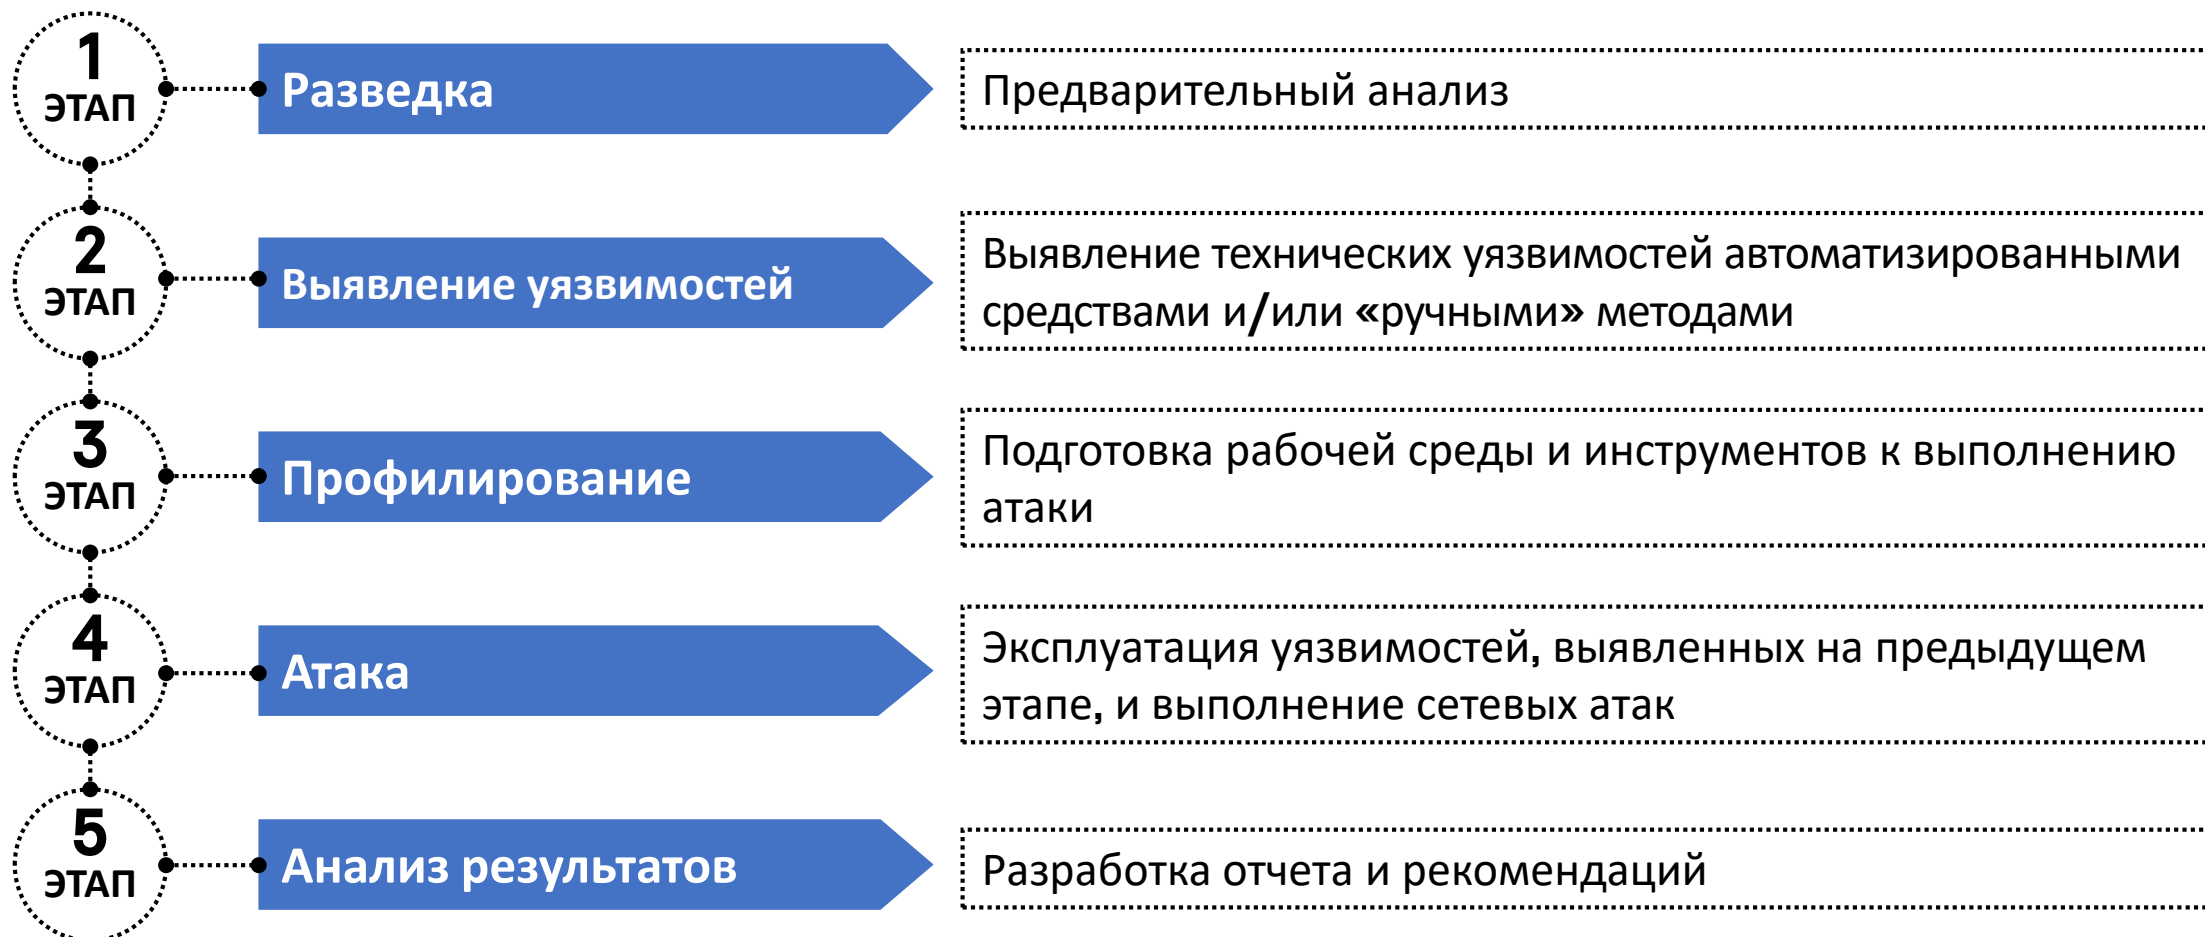 1
ЭТАП
Разведка
Предварительный анализ
2
ЭТАП
Выявление уязвимостей
Выявление технических уязвимостей автоматизированными
средствами и/или «ручными» методами
3
ЭТАП
Профилирование
Подготовка рабочей среды и инструментов к выполнению
атаки
4
ЭТАП
Атака
Эксплуатация уязвимостей, выявленных на предыдущем
этапе, и выполнение сетевых атак
5
ЭТАП
Анализ результатов
Разработка отчета и рекомендаций